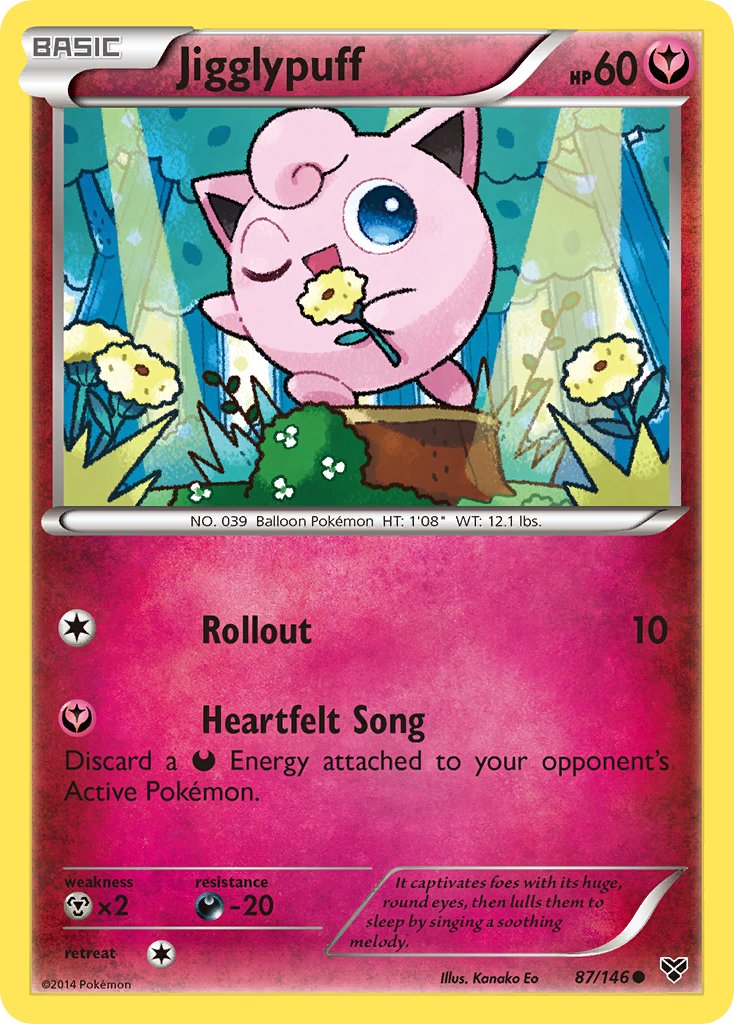 BASIC
Jigglypuff
HP60
NO. 039 Balloon Pokémon HT: 1'08" WT: 12.1 lbs.
Rollout 10
Heartfelt Song
Discard a Energy attached to your opponent's
Active Pokémon.
weakness
×2
resistance
-20
retreat
It captivates foes with its huge,
round eyes, then lulls them to
sleep by singing a soothing
melody.
©2014 Pokémon
Illus. Kanako Eo
87/146